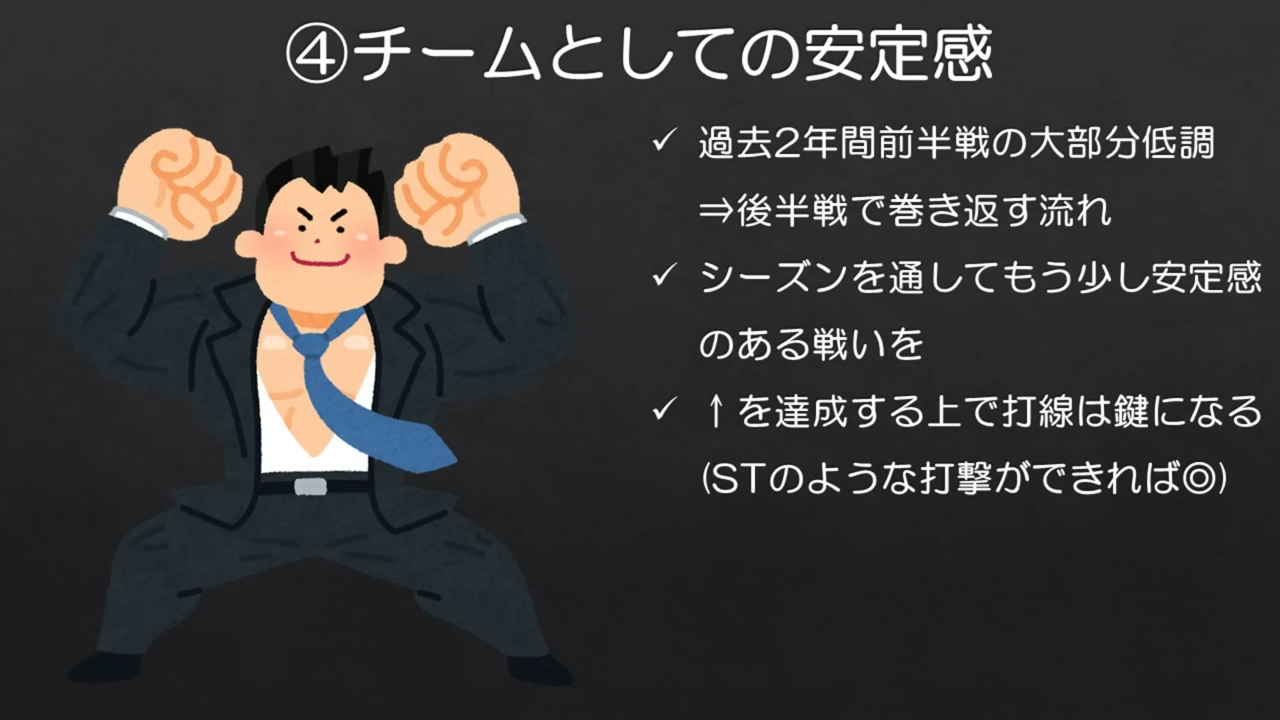 ④チームとしての安定感
✓ 過去2年間前半戦の大部分低調
⇒後半戦で巻き返す流れ
✓ シーズンを通してもう少し安定感
のある戦いを
✓ ↑を達成する上で打線は鍵になる
(STのような打撃ができれば◎)